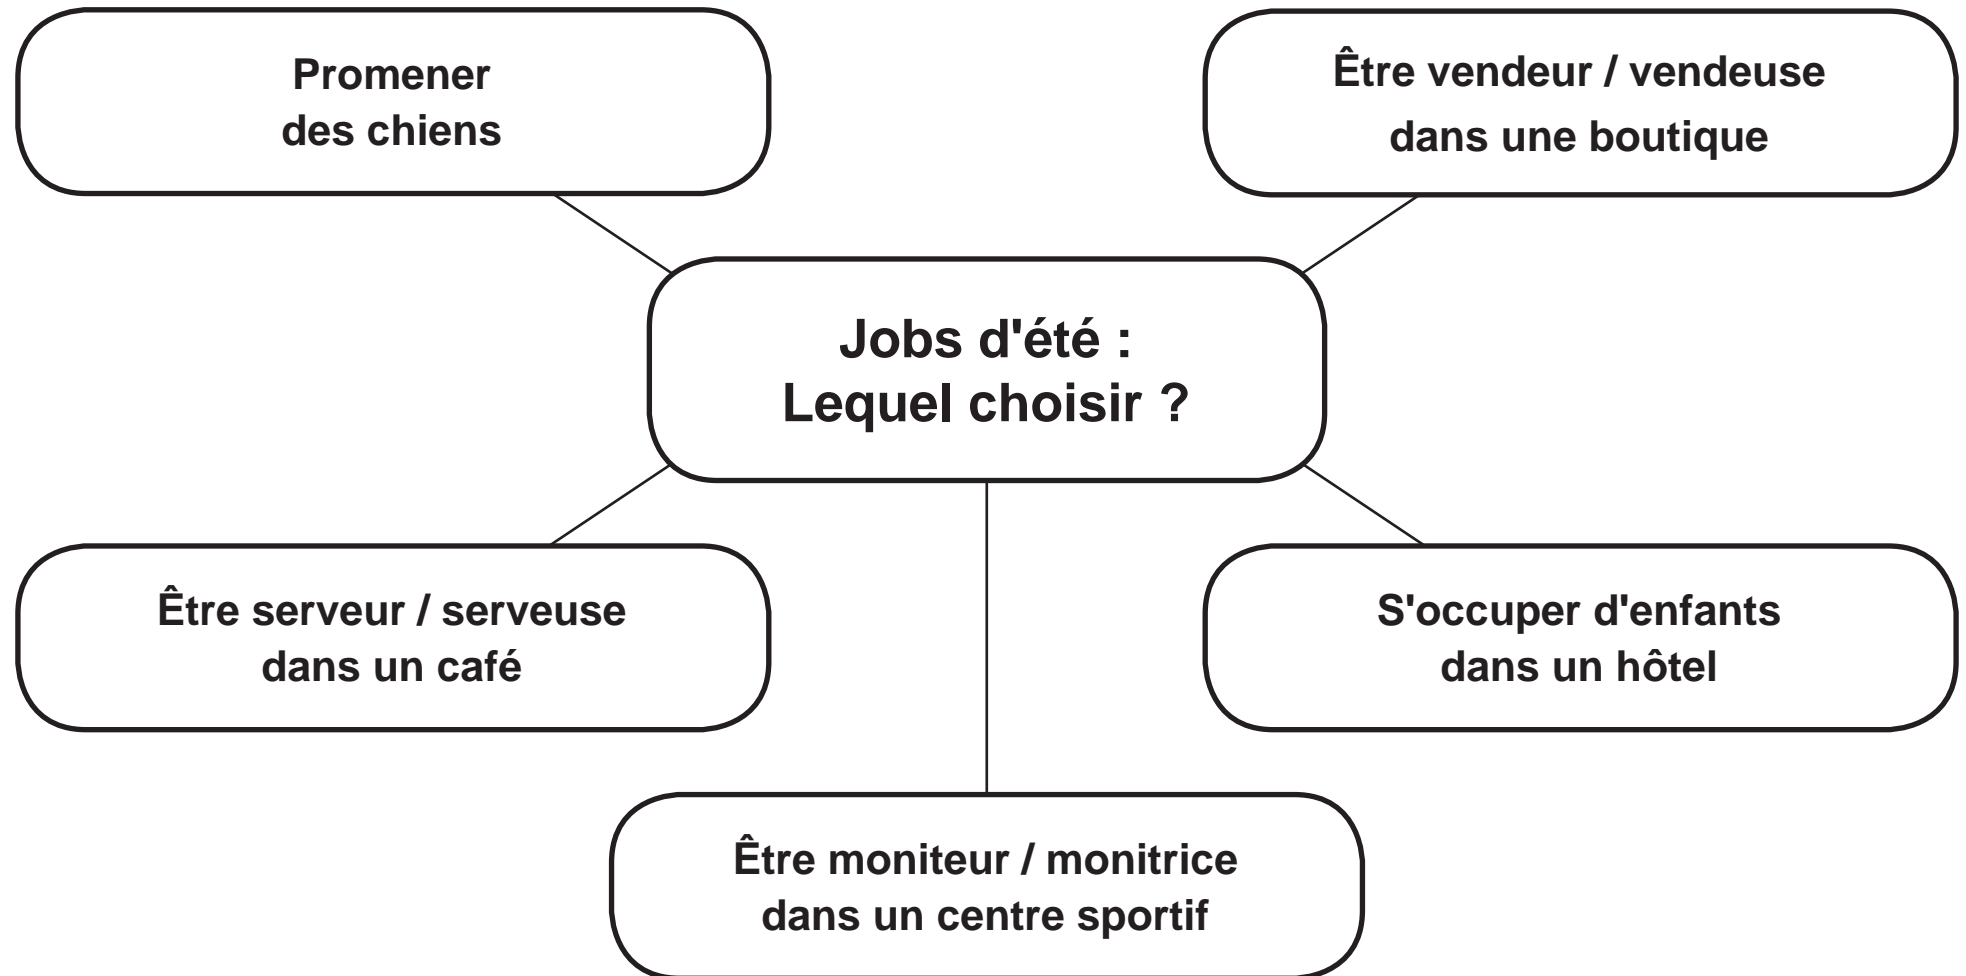 Promener
des chiens
Être vendeur / vendeuse
dans une boutique
Jobs d'été :
Lequel choisir ?
Être serveur / serveuse
dans un café
S'occuper d'enfants
dans un hôtel
Être moniteur / monitrice
dans un centre sportif